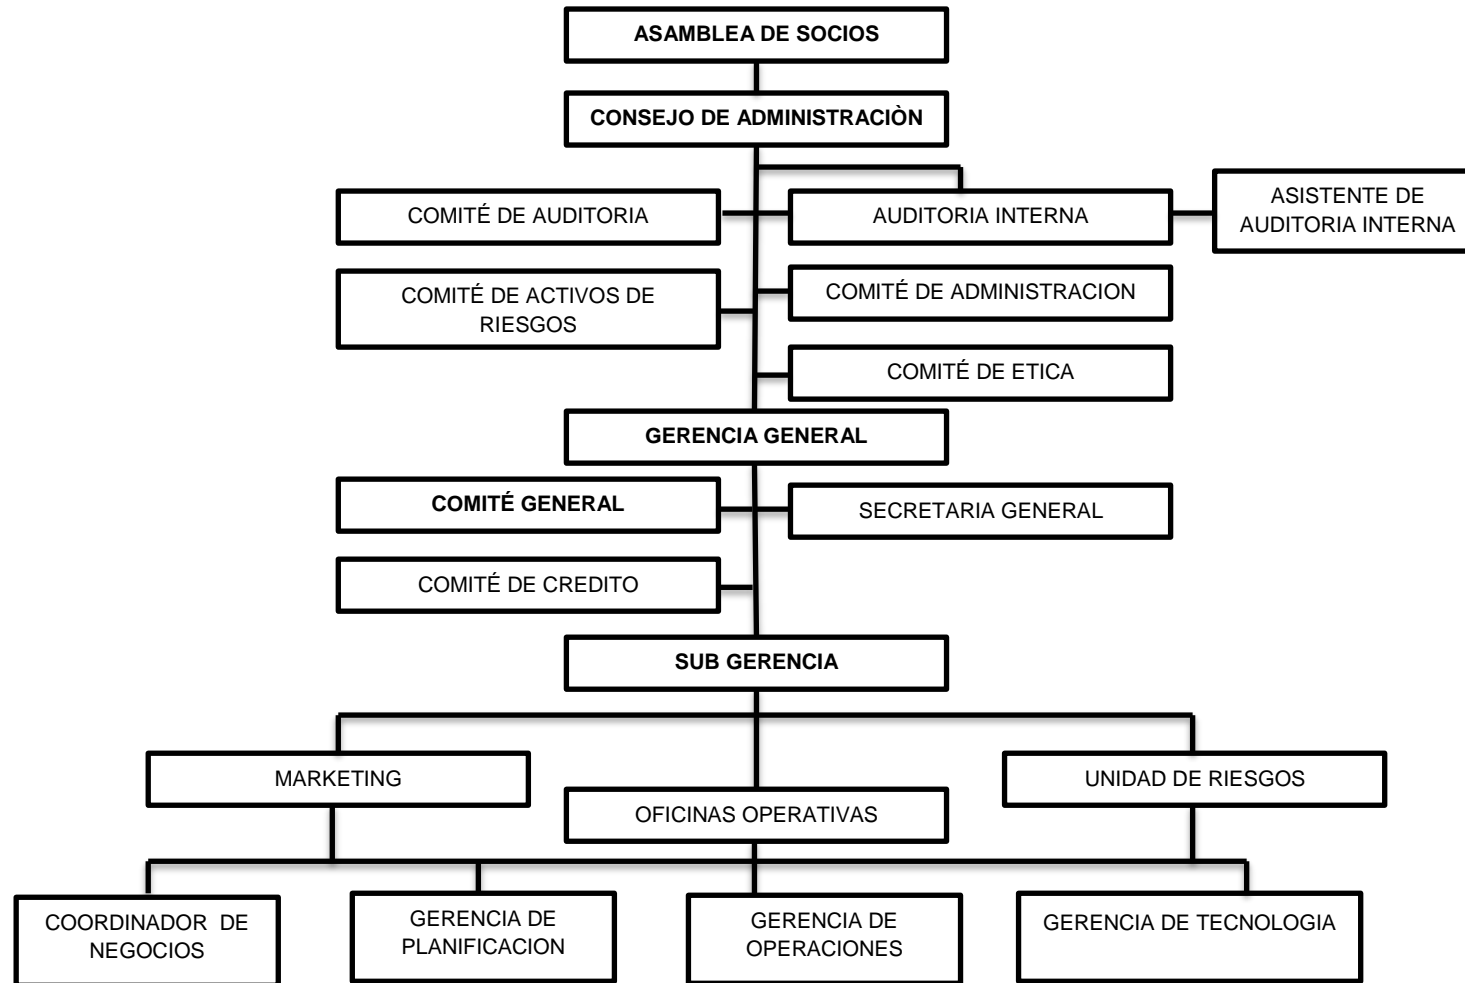 ASAMBLEA DE SOCIOS
CONSEJO DE ADMINISTRACIÒN
COMITÉ DE AUDITORIA
AUDITORIA INTERNA
ASISTENTE DE
AUDITORIA INTERNA
COMITÉ DE ACTIVOS DE
RIESGOS
COMITÉ DE ADMINISTRACION
COMITÉ DE ETICA
GERENCIA GENERAL
COMITÉ GENERAL
SECRETARIA GENERAL
COMITÉ DE CREDITO
SUB GERENCIA
MARKETING
UNIDAD DE RIESGOS
OFICINAS OPERATIVAS
COORDINADOR DE
NEGOCIOS
GERENCIA DE
PLANIFICACION
GERENCIA DE
OPERACIONES
GERENCIA DE TECNOLOGIA